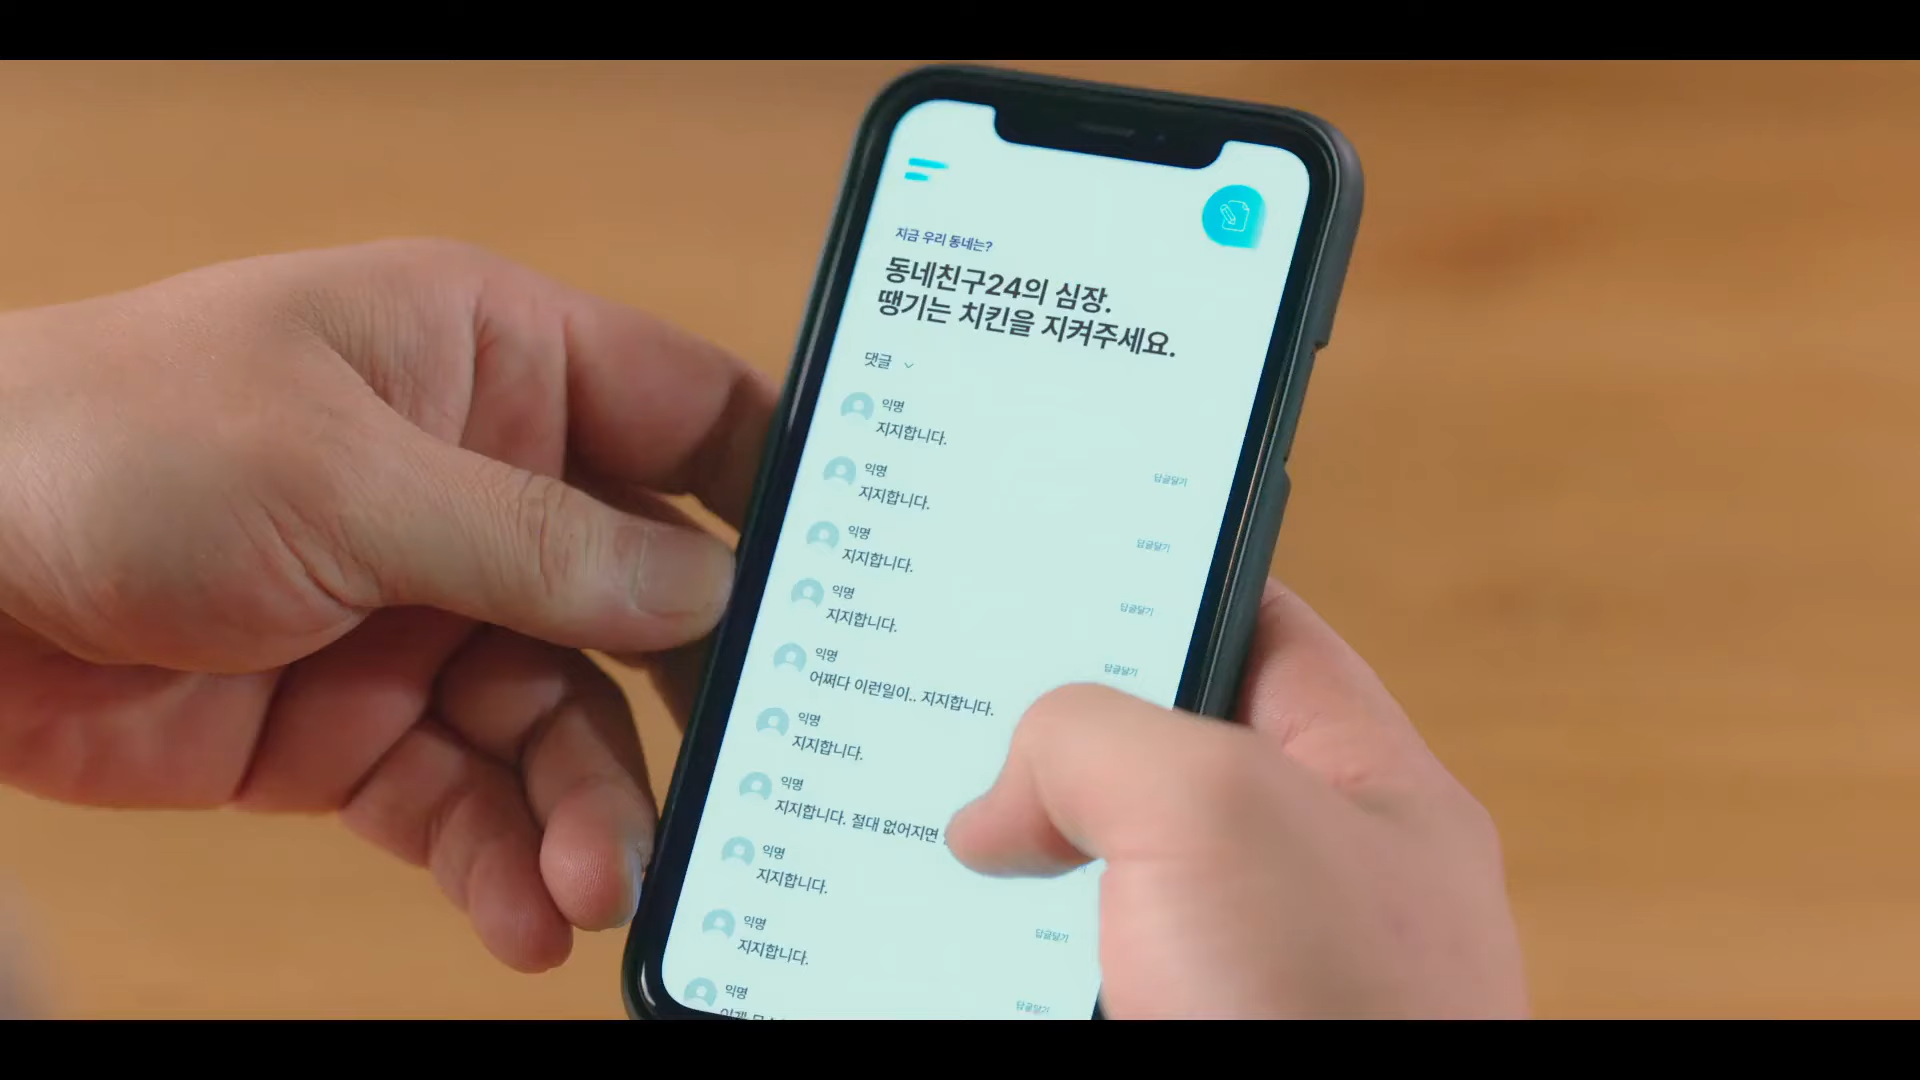 지금 우리 동네는?
동네친구24의 심장.
땡기는 치킨을 지켜주세요.
댓글
익명
지지합니다.
답글달기
익명
지지합니다.
답글달기
익명
지지합니다.
답글달기
익명
지지합니다.
답글달기
익명
어쩌다 이런일이.. 지지합니다.
익명
지지합니다.
익명
지지합니다. 절대 없어지면
익명
지지합니다.
답글달기
익명
지지합니다.
답글달기
익명